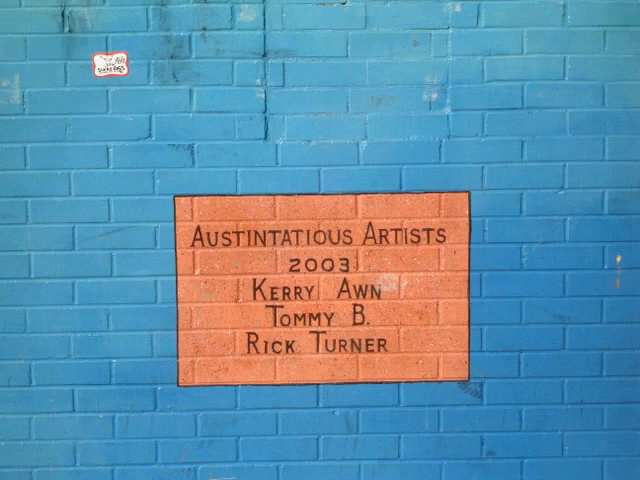 Austintatious Artists
2003
Kerry Awn
Tommy B.
Rick Turner